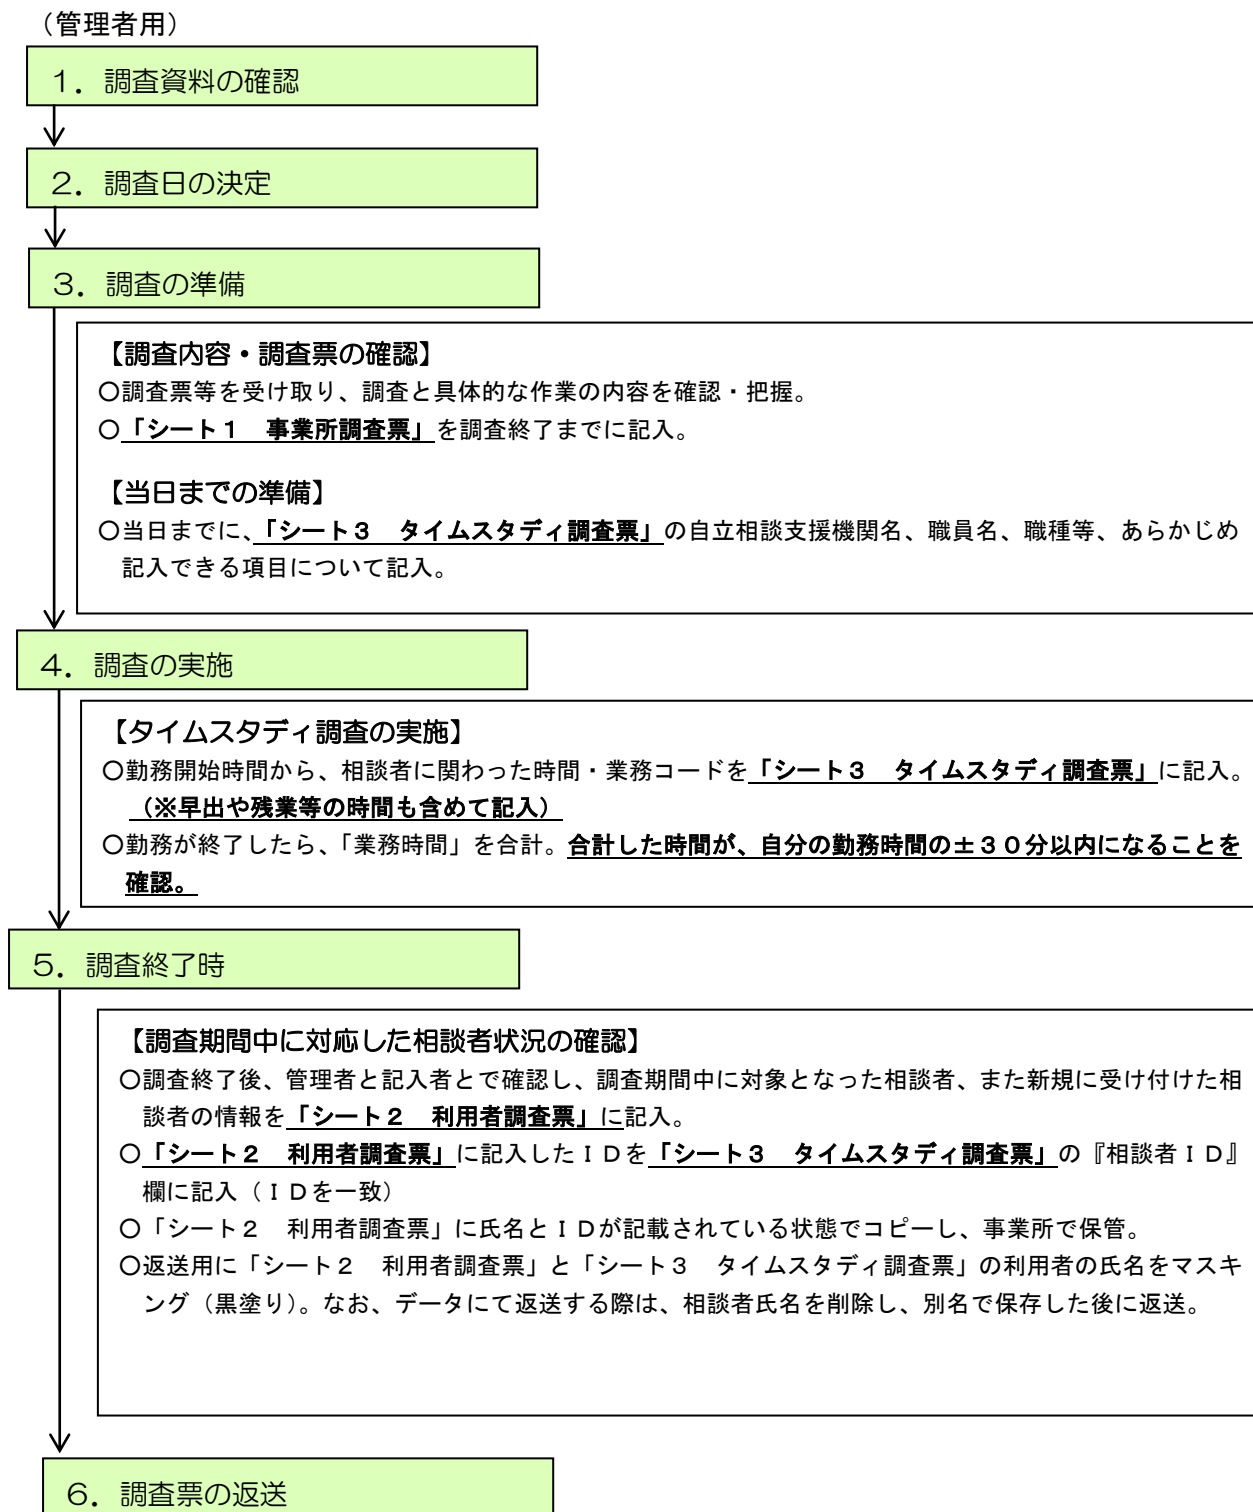 （管理者用）
１．調査資料の確認
２．調査日の決定
３．調査の準備
【調査内容・調査票の確認】
○調査票等を受け取り、調査と具体的な作業の内容を確認・把握。
○「シート１　事業所調査票」を調査終了までに記入。
【当日までの準備】
○当日までに、「シート３　タイムスタディ調査票」の自立相談支援機関名、職員名、職種等、あらかじめ
記入できる項目について記入。
４．調査の実施
【タイムスタディ調査の実施】
○勤務開始時間から、相談者に関わった時間・業務コードを「シート３　タイムスタディ調査票」に記入。
（※早出や残業等の時間も含めて記入）
○勤務が終了したら、「業務時間」を合計。合計した時間が、自分の勤務時間の±３０分以内になることを
確認。
５．調査終了時
【調査期間中に対応した相談者状況の確認】
○調査終了後、管理者と記入者とで確認し、調査期間中に対象となった相談者、また新規に受け付けた相
談者の情報を「シート２　利用者調査票」に記入。
○「シート２　利用者調査票」に記入したＩＤを「シート３　タイムスタディ調査票」の『相談者ＩＤ』
欄に記入（ＩＤを一致）
○「シート２　利用者調査票」に氏名とＩＤが記載されている状態でコピーし、事業所で保管。
○返送用に「シート２　利用者調査票」と「シート３　タイムスタディ調査票」の利用者の氏名をマスキ
ング（黒塗り）。なお、データにて返送する際は、相談者氏名を削除し、別名で保存した後に返送。
６．調査票の返送